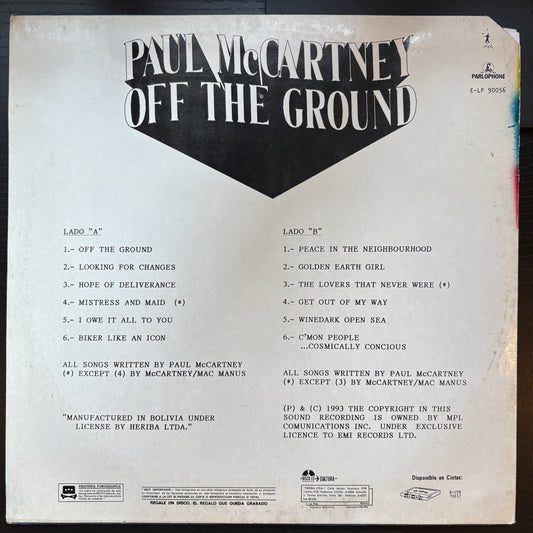 PAUL McCARTNEY
OFF THE GROUND
mpl
PARLOPHONE
E-LP 90056
LADO "A"
1.- OFF THE GROUND
2.- LOOKING FOR CHANGES
3.- HOPE OF DELIVERANCE
4.- MISTRESS AND MAID (*)
5.- I OWE IT ALL TO YOU
6.- BIKER LIKE AN ICON
ALL SONGS WRITTEN BY PAUL McCARTNEY
(*) EXCEPT (4) BY McCARTNEY/MAC MANUS
"MANUFACTURED IN BOLIVIA UNDER
LICENSE BY HERIBA LTDA."
LADO "B"
1.- PEACE IN THE NEIGHBOURHOOD
2.- GOLDEN EARTH GIRL
3.- THE LOVERS THAT NEVER WERE (*)
4.- GET OUT OF MY WAY
5.- WINEDARK OPEN SEA
6.- C'MON PEOPLE
...COSMICALLY CONCIOUS
ALL SONGS WRITTEN BY PAUL McCARTNEY
(*) EXCEPT (3) BY McCARTNEY/MAC MANUS
(P) & (C) 1993 THE COPYRIGHT IN THIS
SOUND RECORDING IS OWNED BY MPL
COMUNICATIONS INC. UNDER EXCLUSIVE
LICENCE TO EMI RECORDS LTD.
PIRATERIA FONOGRAFICA
REGALE UN DISCO, EL REGALO QUE QUEDA GRABADO
CULTURA
Disponible en Cintas: